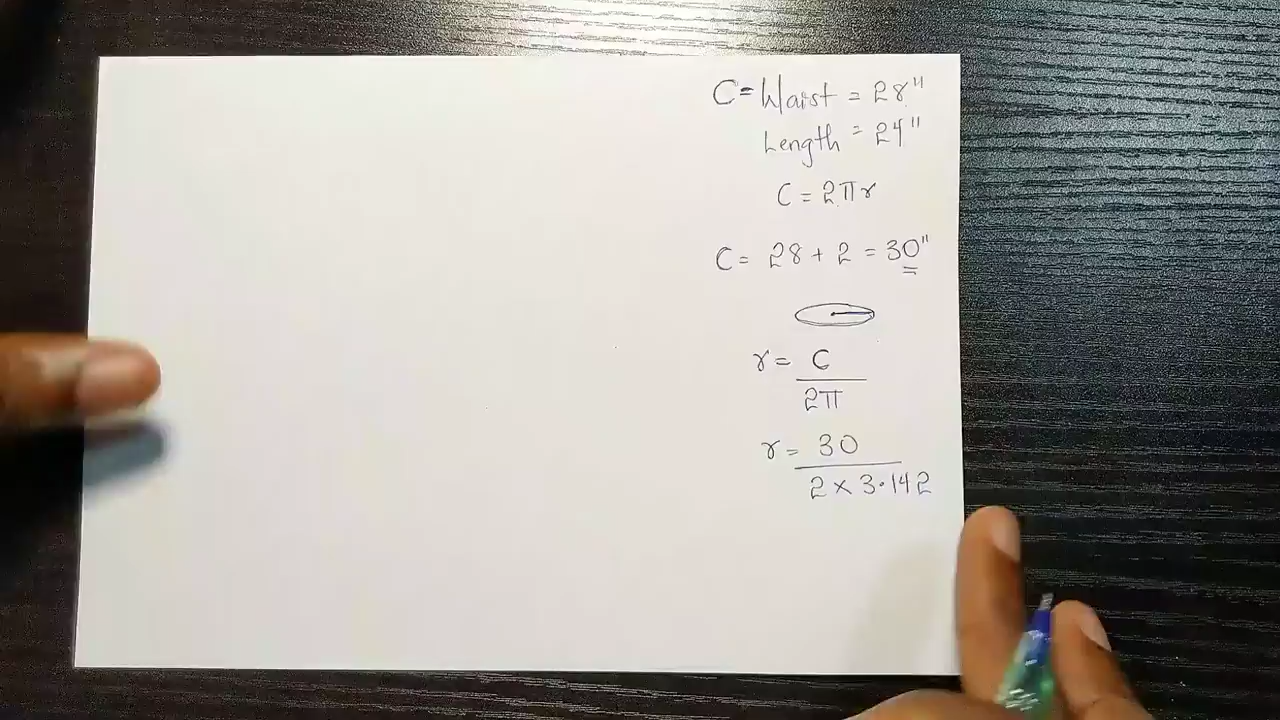 C = Waist = 28"
Length = 24"
C = 2πr
C = 28 + 2 = 30"
r = C
2π
r = 30
2 × 3·142